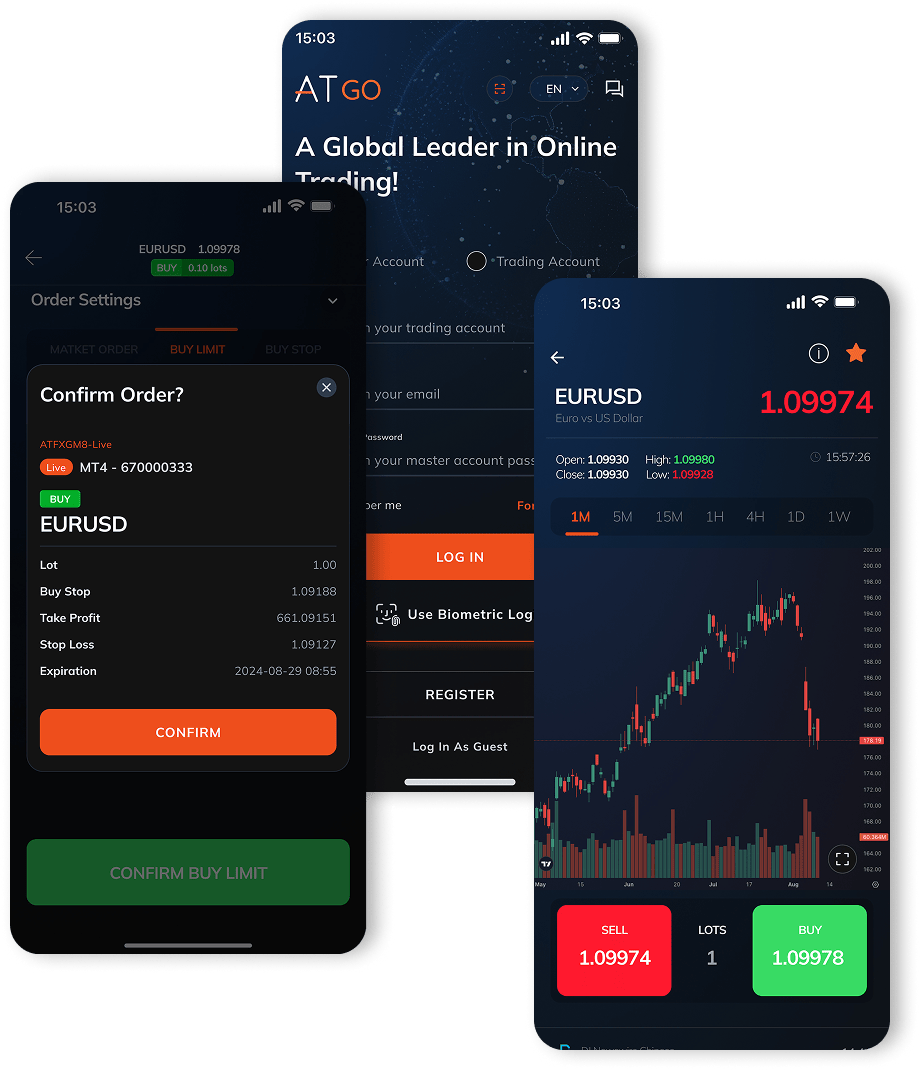 15:03
ATGO
EN
A Global Leader in Online
Trading!
Account
Trading Account
n your trading account
n your email
Password
n your master account pas
ber me
For
LOG IN
Use Biometric Log
REGISTER
Log In As Guest
15:03
EURUSD 1.09978
BUY 0.10 lots
Order Settings
MATKET ORDER BUY LIMIT BUY STOP
Confirm Order?
ATFXGM8-Live
Live MT4 - 670000333
BUY
EURUSD
Lot 1.00
Buy Stop 1.09188
Take Profit 661.09151
Stop Loss 1.09127
Expiration 2024-08-29 08:55
CONFIRM
CONFIRM BUY LIMIT
15:03
EURUSD 1.09974
Euro vs US Dollar
Open: 1.09930 High: 1.09980 15:57:26
Close: 1.09930 Low: 1.09928
1M 5M 15M 1H 4H 1D 1W
202.00
200.00
198.00
196.00
194.00
192.00
190.00
188.00
186.00
184.00
182.00
180.00
178.19
176.00
174.00
172.00
170.00
168.00
60.364M
164.00
162.00
May 15 Jun 20 Jul 17 Aug 14
SELL LOTS BUY
1.09974 1 1.09978